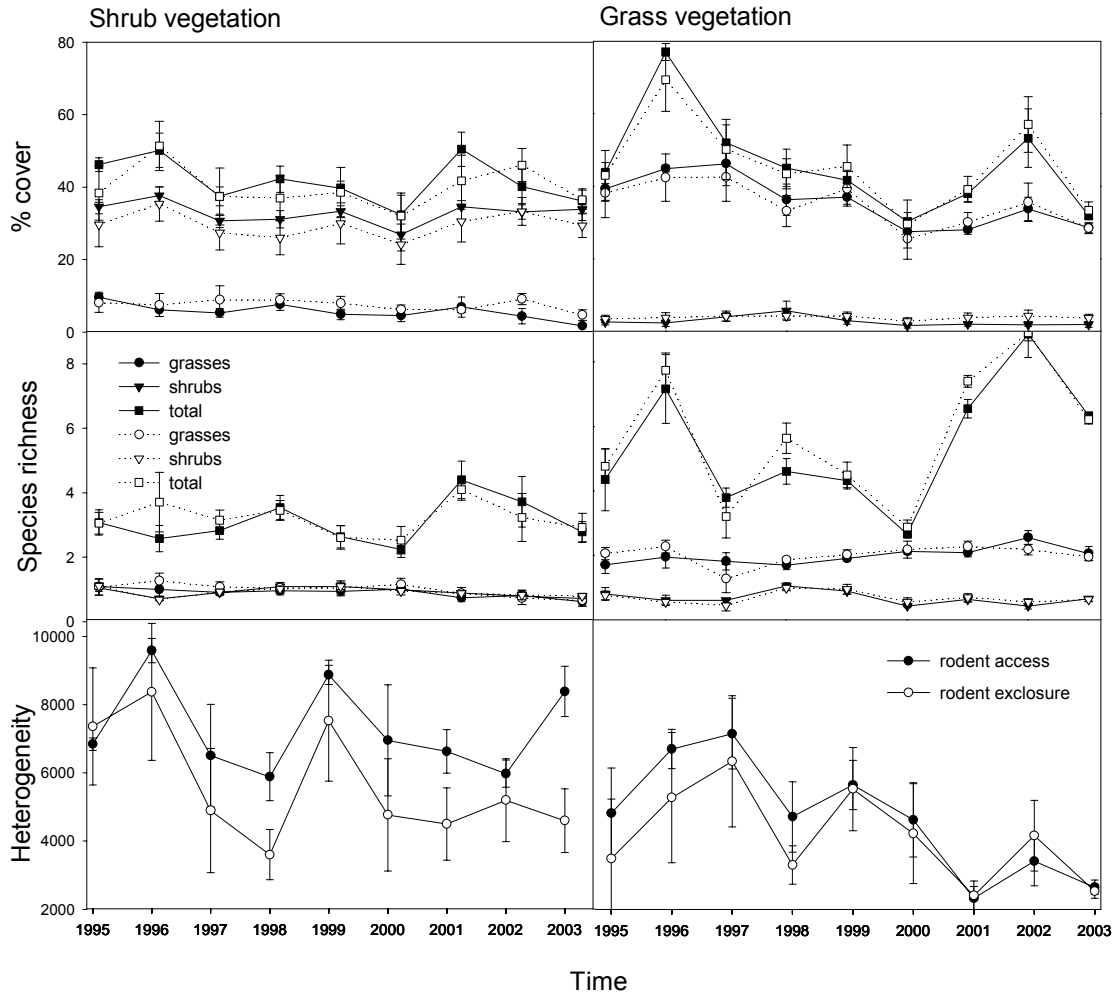 Shrub vegetation
Grass vegetation
% cover
80
60
40
20
0
Species richness
8
6
4
2
0
grasses
shrubs
total
grasses
shrubs
total
Heterogeneity
10000
8000
6000
4000
2000
rodent access
rodent exclosure
1995 1996 1997 1998 1999 2000 2001 2002 2003
1995 1996 1997 1998 1999 2000 2001 2002 2003
Time